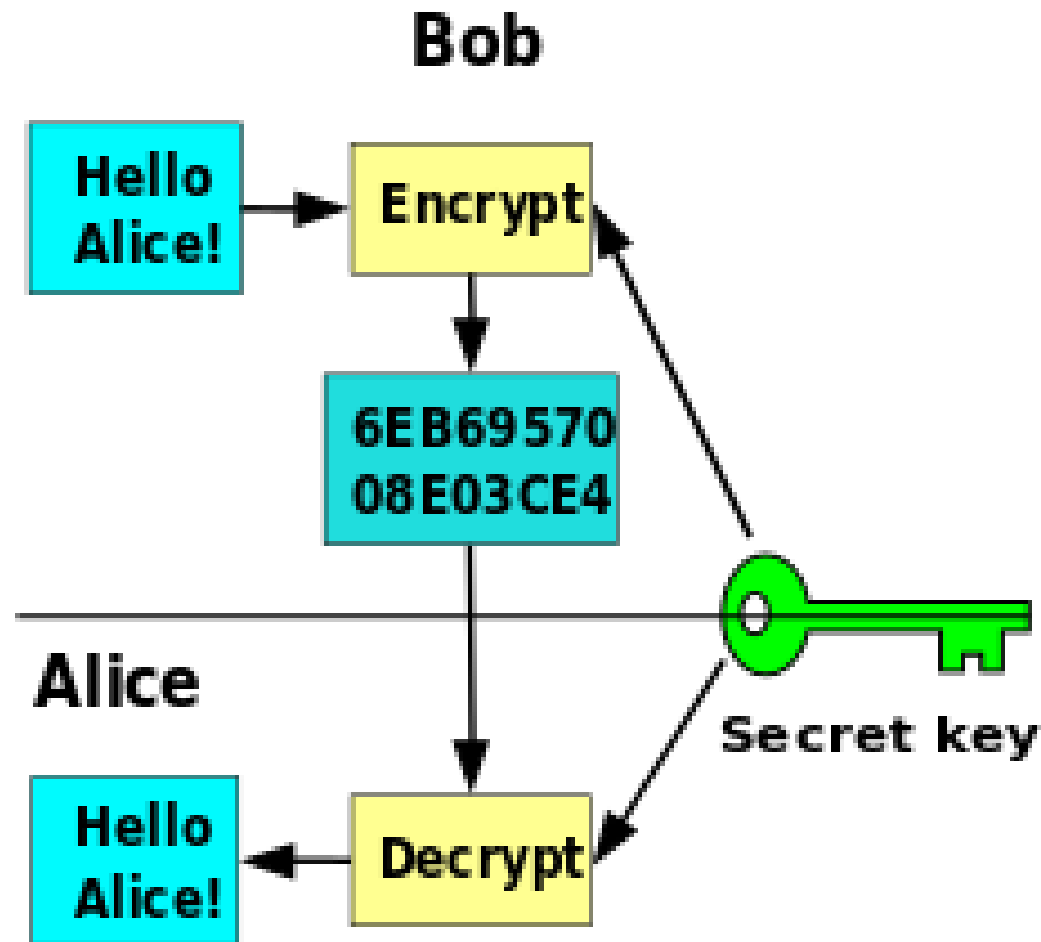 Bob
Hello
Alice!
Encrypt
6EB69570
08E03CE4
Alice
Secret key
Hello
Alice!
Decrypt